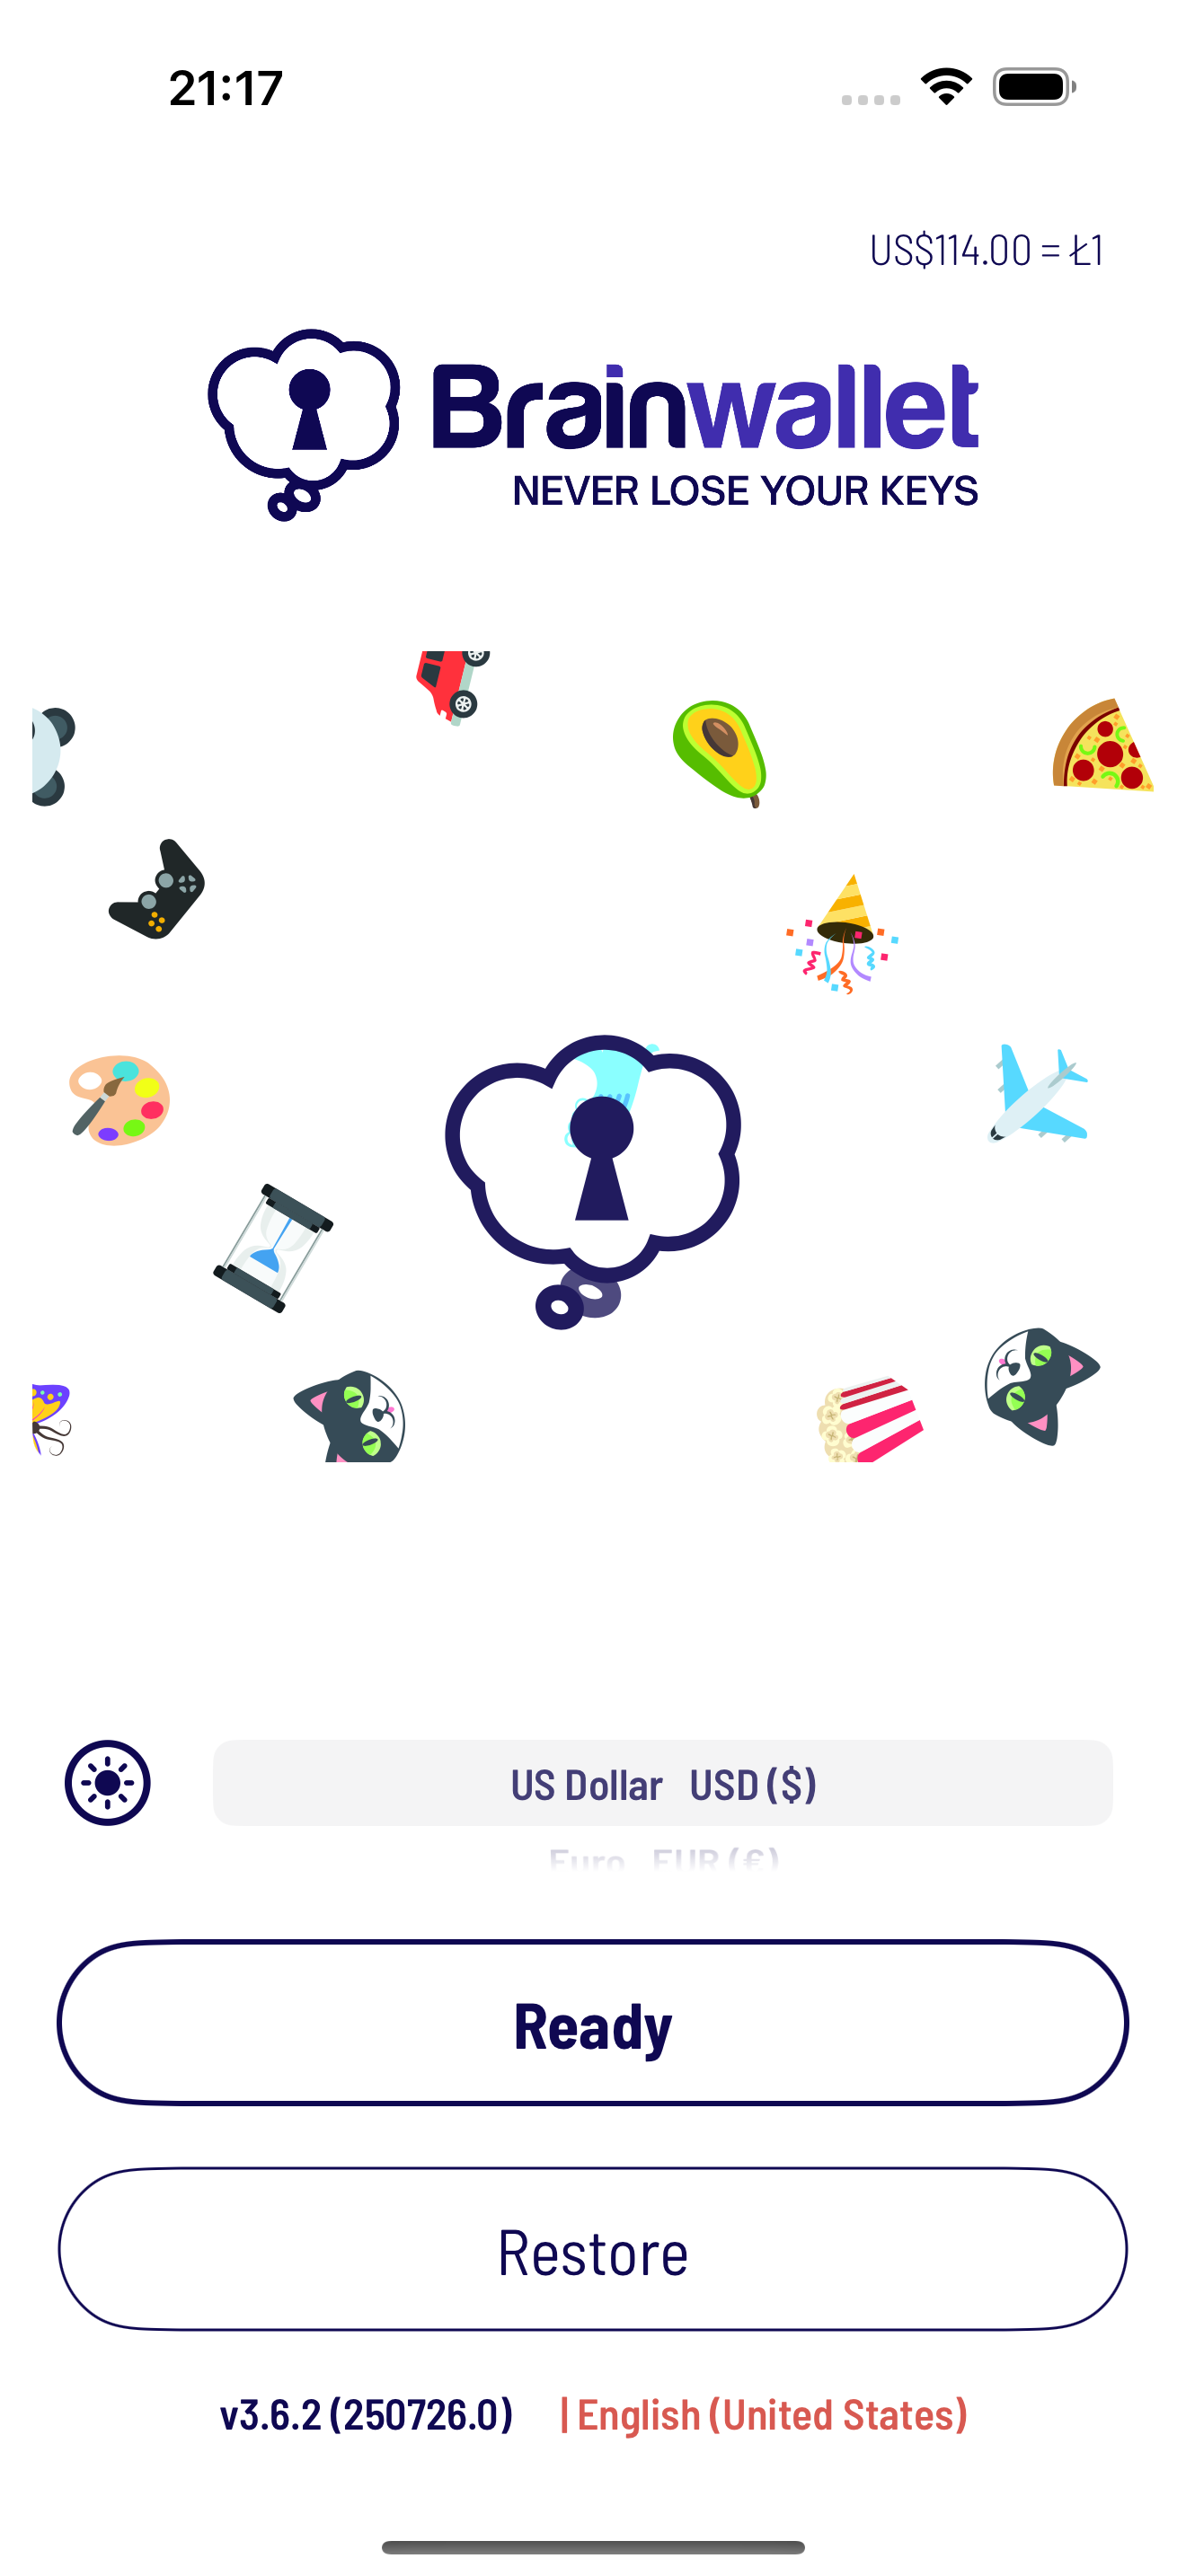 21:17
US$114.00 = Ł1
Brainwallet
NEVER LOSE YOUR KEYS
US Dollar USD ($)
Euro EUR (€)
Ready
Restore
v3.6.2 (250726.0) | English (United States)